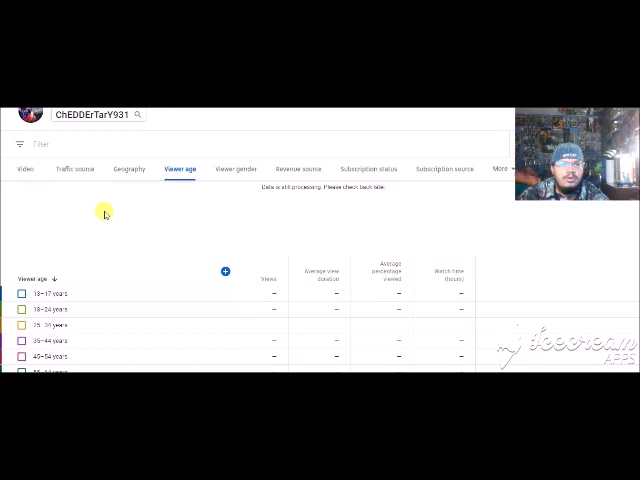 ChEDDErTarY931
Filter
Video Traffic source Geography Viewer age Viewer gender Revenue source Subscription status Subscription source More
Data is still processing. Please check back later.
Viewer age Views Average view duration Average percentage viewed Watch time (hours)
13–17 years — — — —
18–24 years — — — —
25–34 years — — — —
35–44 years — — — —
45–54 years — — — —
Icecream
APPS